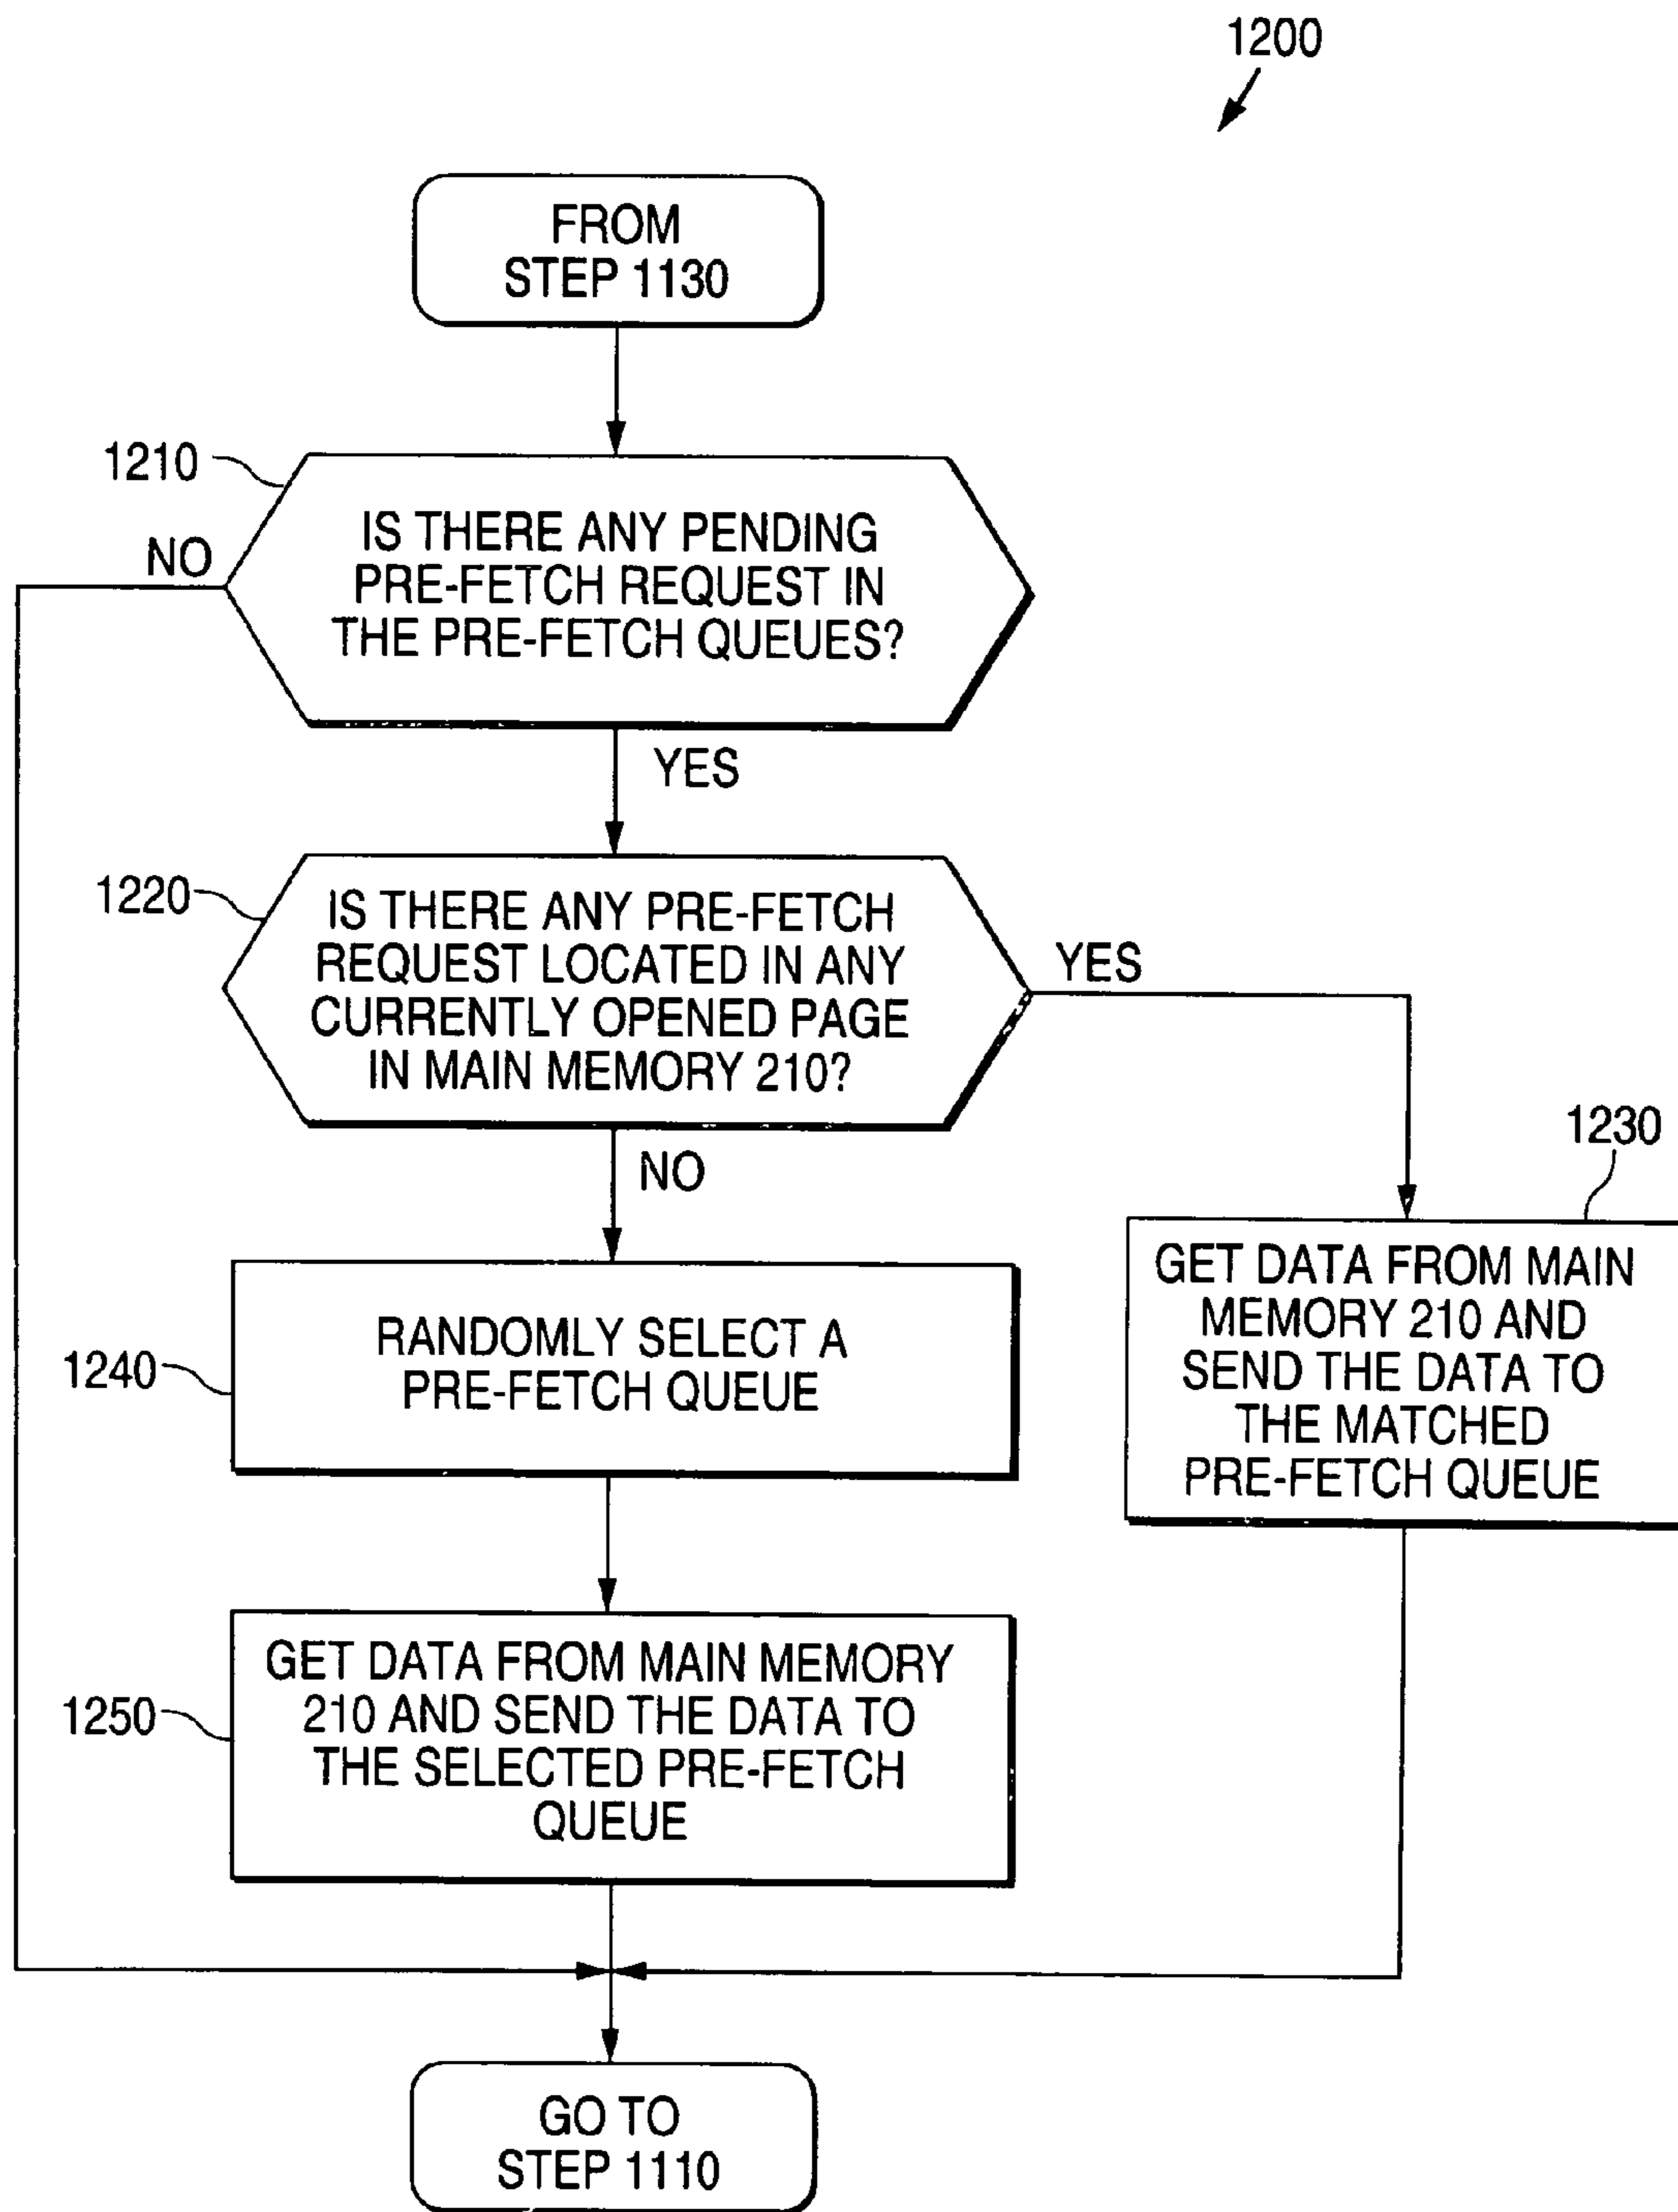 1200
FROM
STEP 1130
1210
NO
IS THERE ANY PENDING
PRE-FETCH REQUEST IN
THE PRE-FETCH QUEUES?
YES
1220
IS THERE ANY PRE-FETCH
REQUEST LOCATED IN ANY
CURRENTLY OPENED PAGE
IN MAIN MEMORY 210?
YES
NO
1230
GET DATA FROM MAIN
MEMORY 210 AND
SEND THE DATA TO
THE MATCHED
PRE-FETCH QUEUE
1240
RANDOMLY SELECT A
PRE-FETCH QUEUE
1250
GET DATA FROM MAIN MEMORY
210 AND SEND THE DATA TO
THE SELECTED PRE-FETCH
QUEUE
GO TO
STEP 1110